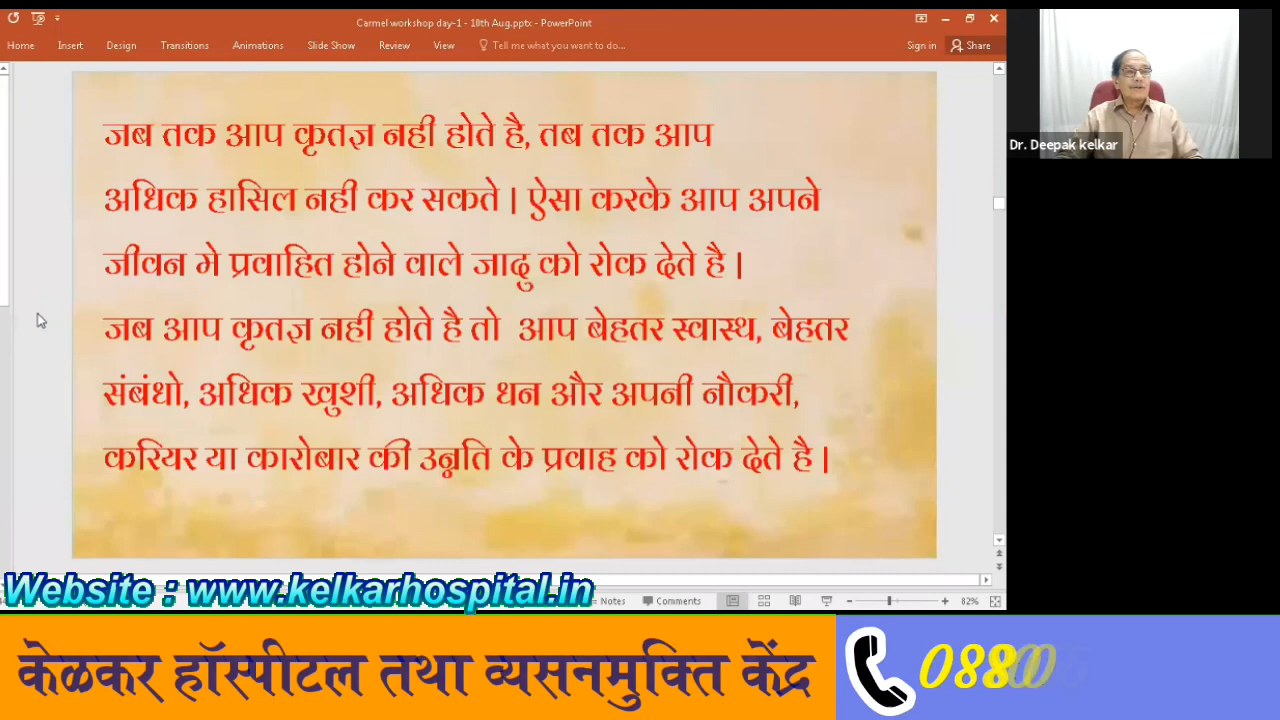 Carmel workshop day-1 - 10th Aug.pptx - PowerPoint
Home Insert Design Transitions Animations Slide Show Review View Tell me what you want to do... Sign in Share
जब तक आप कृतज्ञ नही होते है, तब तक आप
अधिक हासिल नही कर सकते | ऐसा करके आप अपने
जीवन मे प्रवाहित होने वाले जादु को रोक देते है |
जब आप कृतज्ञ नही होते है तो आप बेहतर स्वास्थ, बेहतर
संबंधो, अधिक खुशी, अधिक धन और अपनी नौकरी,
करियर या कारोबार की उन्नति के प्रवाह को रोक देते है |
Dr. Deepak kelkar
Website : www.kelkarhospital.in
Notes Comments 82%
केळकर हॉस्पीटल तथा व्यसनमुक्ति केंद्र
0880